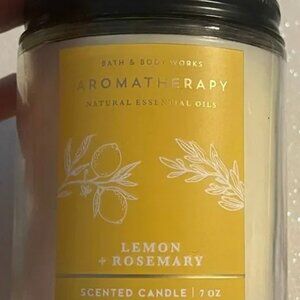 BATH & BODY WORKS
AROMATHERAPY
NATURAL ESSENTIAL OILS
LEMON
+ ROSEMARY
SCENTED CANDLE | 7 OZ